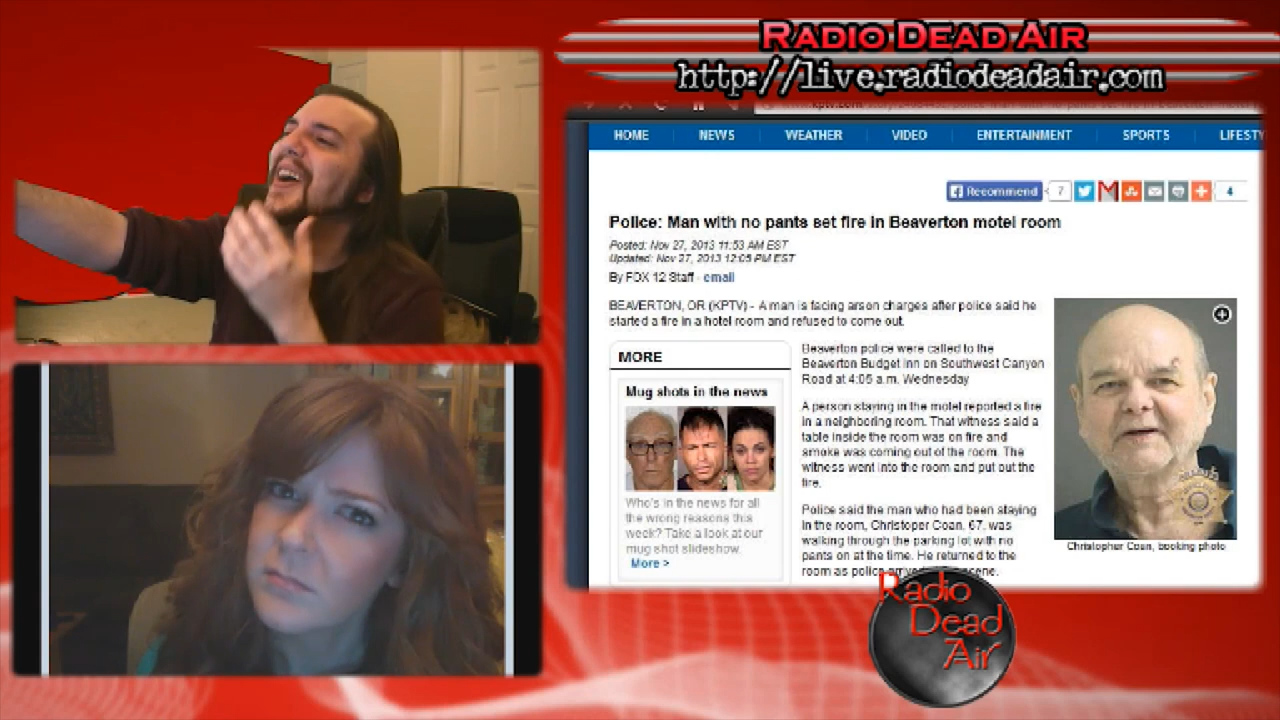 RADIO DEAD AIR
http://live.radiodeadair.com
HOME NEWS WEATHER VIDEO ENTERTAINMENT SPORTS LIFESTY
Recommend 7 4
Police: Man with no pants set fire in Beaverton motel room
Posted: Nov 27, 2013 11:53 AM EST
Updated: Nov 27, 2013 12:05 PM EST
By FOX 12 Staff - email
BEAVERTON, OR (KPTV) - A man is facing arson charges after police said he
started a fire in a hotel room and refused to come out.
MORE
Mug shots in the news
Who's in the news for all
the wrong reasons this
week? Take a look at our
mug shot slideshow.
More >
Beaverton police were called to the
Beaverton Budget Inn on Southwest Canyon
Road at 4:05 a.m. Wednesday
A person staying in the motel reported a fire
in a neighboring room. That witness said a
table inside the room was on fire and
smoke was coming out of the room. The
witness went into the room and put out the
fire.
Police said the man who had been staying
in the room, Christoper Coan, 67, was
walking through the parking lot with no
pants on at the time. He returned to the
room as police scene.
Christopher Coan, booking photo
Radio
Dead
Air